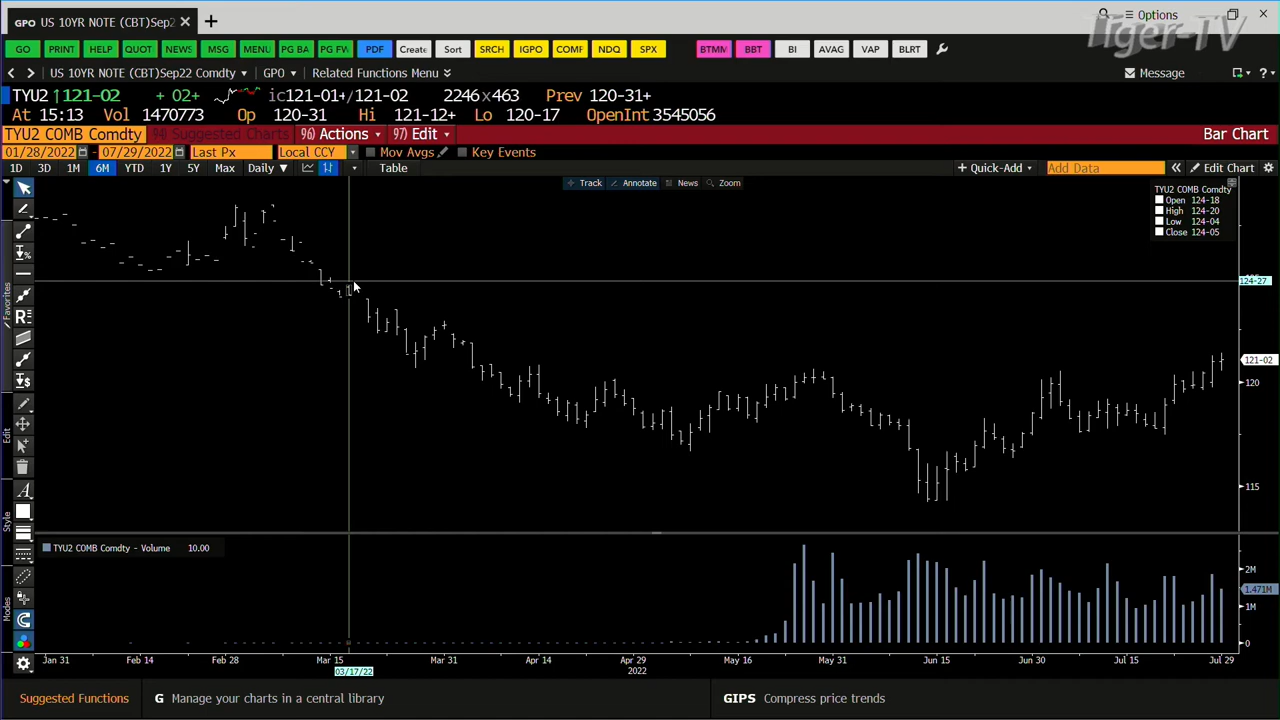 GPO US 10YR NOTE (CBT)Sep2 × +
Options
Tiger-TV
GO PRINT HELP QUOT NEWS MSG MENU PG BA PG FV PDF Create Sort SRCH IGPO COMF NDQ SPX BTMM BBT BI AVAG VAP BLRT
US 10YR NOTE (CBT)Sep22 Comdty GPO Related Functions Menu Message
TYU2 ↑121-02 + 02+ ic121-01+/121-02 2246×463 Prev 120-31+
At 15:13 Vol 1470773 Op 120-31 Hi 121-12+ Lo 120-17 OpenInt 3545056
TYU2 COMB Comdty 94) Suggested Charts 96) Actions 97) Edit Bar Chart
01/28/2022 - 07/29/2022 Last Px Local CCY Mov Avgs Key Events
1D 3D 1M 6M YTD 1Y 5Y Max Daily Table + Quick-Add Add Data « Edit Chart
Track Annotate News Zoom
TYU2 COMB Comdty
Open 124-18
High 124-20
Low 124-04
Close 124-05
Favorites
Edit
Style
Modes
124-27
121-02
120
115
TYU2 COMB Comdty - Volume 10.00
2M
1.471M
1M
0
Jan 31 Feb 14 Feb 28 Mar 15 Mar 31 Apr 14 Apr 29 May 16 May 31 Jun 15 Jun 30 Jul 15 Jul 29
03/17/22 2022
Suggested Functions G Manage your charts in a central library GIPS Compress price trends